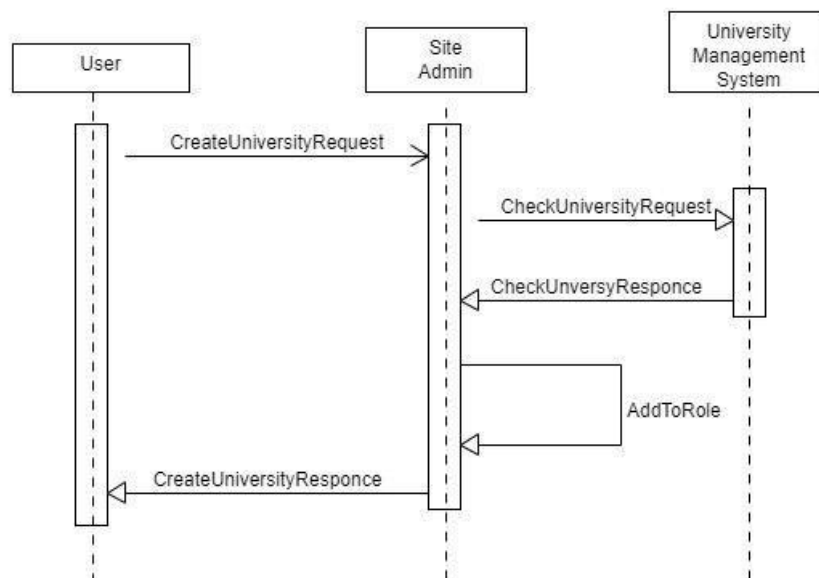 User
Site
Admin
University
Management
System
CreateUniversityRequest
CheckUniversityRequest
CheckUnversyResponce
AddToRole
CreateUniversityResponce